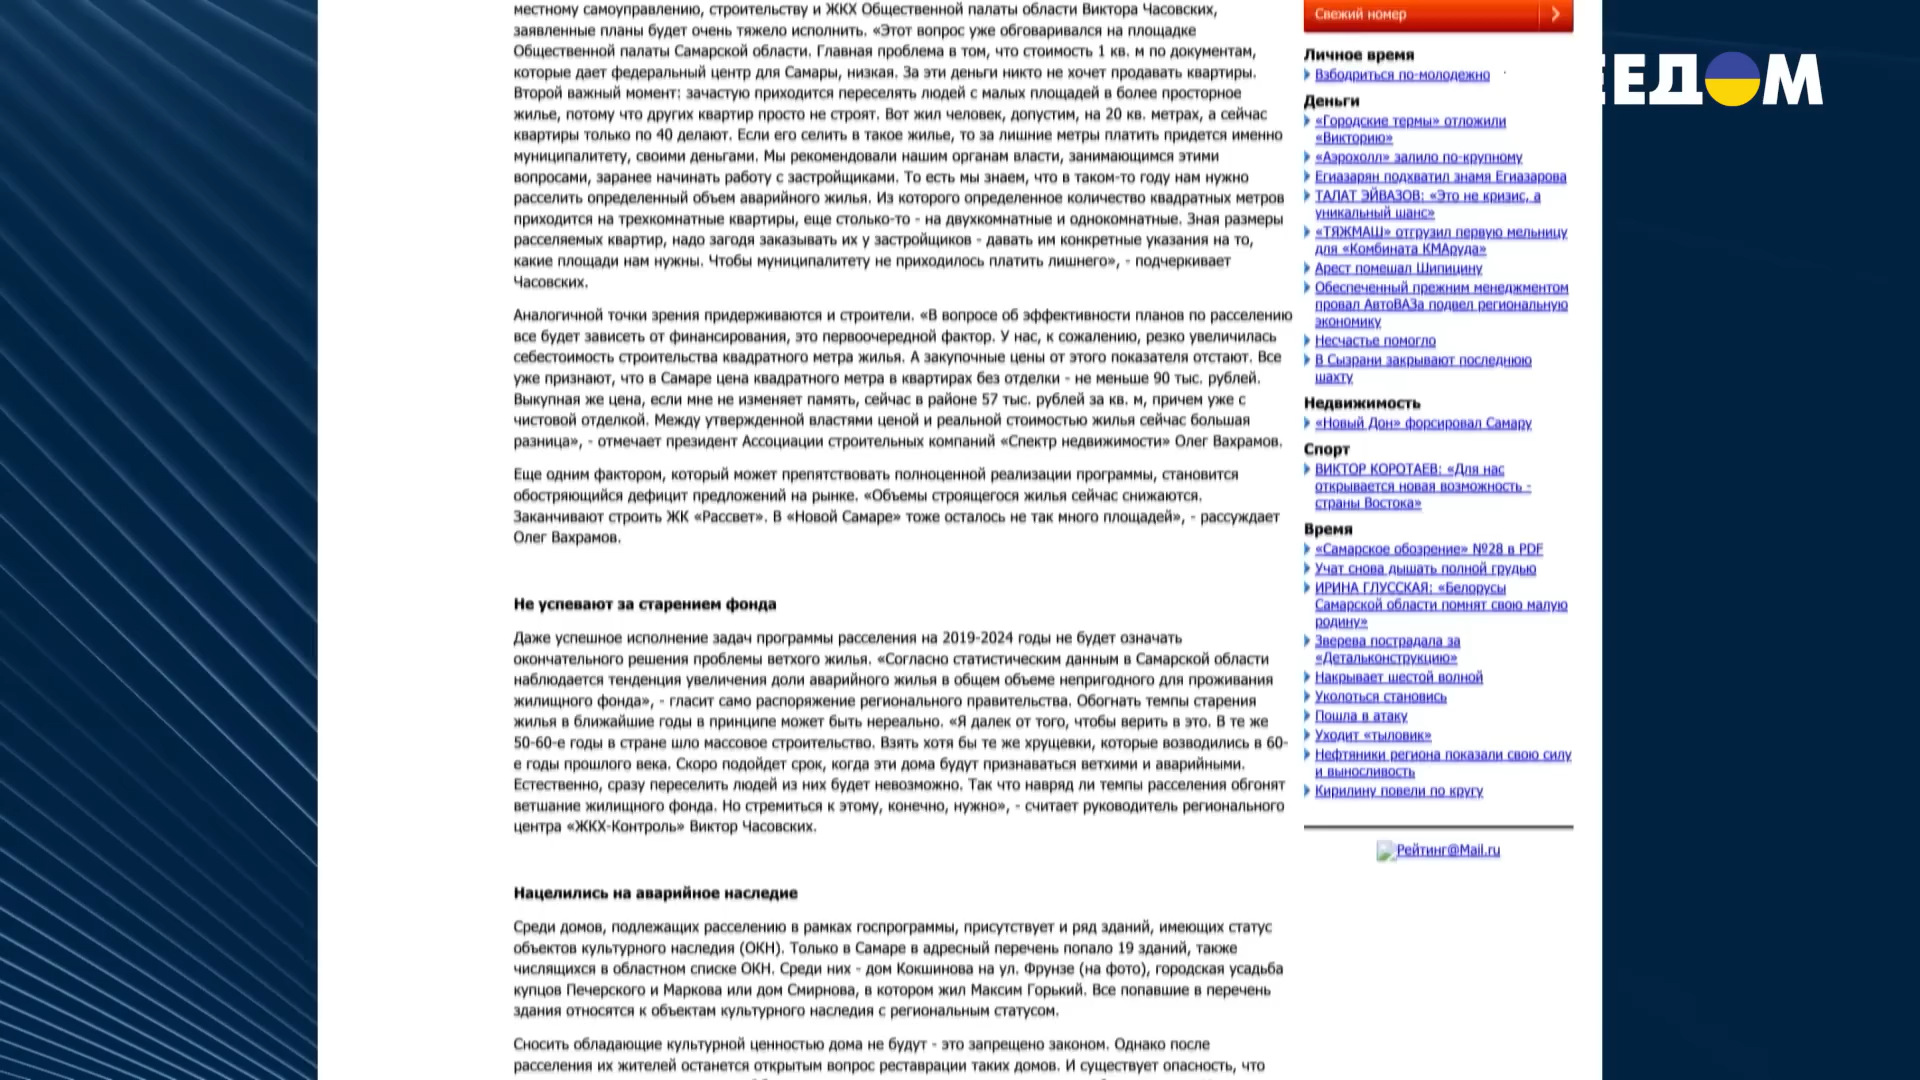 местному самоуправлению, строительству и ЖКХ Общественной палаты области Виктора Часовских,
заявленные планы будет очень тяжело исполнить. «Этот вопрос уже обговаривался на площадке
Общественной палаты Самарской области. Главная проблема в том, что стоимость 1 кв. м по документам,
которые дает федеральный центр для Самары, низкая. За эти деньги никто не хочет продавать квартиры.
Второй важный момент: зачастую приходится переселять людей с малых площадей в более просторное
жилье, потому что других квартир просто не строят. Вот жил человек, допустим, на 20 кв. метрах, а сейчас
квартиры только по 40 делают. Если его селить в такое жилье, то за лишние метры платить придется именно
муниципалитету, своими деньгами. Мы рекомендовали нашим органам власти, занимающимся этими
вопросами, заранее начинать работу с застройщиками. То есть мы знаем, что в таком-то году нам нужно
расселить определенный объем аварийного жилья. Из которого определенное количество квадратных метров
приходится на трехкомнатные квартиры, еще столько-то - на двухкомнатные и однокомнатные. Зная размеры
расселяемых квартир, надо загодя заказывать их у застройщиков - давать им конкретные указания на то,
какие площади нам нужны. Чтобы муниципалитету не приходилось платить лишнего», - подчеркивает
Часовских.
Аналогичной точки зрения придерживаются и строители. «В вопросе об эффективности планов по расселению
все будет зависеть от финансирования, это первоочередной фактор. У нас, к сожалению, резко увеличилась
себестоимость строительства квадратного метра жилья. А закупочные цены от этого показателя отстают. Все
уже признают, что в Самаре цена квадратного метра в квартирах без отделки - не меньше 90 тыс. рублей.
Выкупная же цена, если мне не изменяет память, сейчас в районе 57 тыс. рублей за кв. м, причем уже с
чистовой отделкой. Между утвержденной властями ценой и реальной стоимостью жилья сейчас большая
разница», - отмечает президент Ассоциации строительных компаний «Спектр недвижимости» Олег Вахрамов.
Еще одним фактором, который может препятствовать полноценной реализации программы, становится
обостряющийся дефицит предложений на рынке. «Объемы строящегося жилья сейчас снижаются.
Заканчивают строить ЖК «Рассвет». В «Новой Самаре» тоже осталось не так много площадей», - рассуждает
Олег Вахрамов.
Не успевают за старением фонда
Даже успешное исполнение задач программы расселения на 2019-2024 годы не будет означать
окончательного решения проблемы ветхого жилья. «Согласно статистическим данным в Самарской области
наблюдается тенденция увеличения доли аварийного жилья в общем объеме непригодного для проживания
жилищного фонда», - гласит само распоряжение регионального правительства. Обогнать темпы старения
жилья в ближайшие годы в принципе может быть нереально. «Я далек от того, чтобы верить в это. В те же
50-60-е годы в стране шло массовое строительство. Взять хотя бы те же хрущевки, которые возводились в 60-
е годы прошлого века. Скоро подойдет срок, когда эти дома будут признаваться ветхими и аварийными.
Естественно, сразу переселить людей из них будет невозможно. Так что навряд ли темпы расселения обгонят
ветшание жилищного фонда. Но стремиться к этому, конечно, нужно», - считает руководитель регионального
центра «ЖКХ-Контроль» Виктор Часовских.
Нацелились на аварийное наследие
Среди домов, подлежащих расселению в рамках госпрограммы, присутствует и ряд зданий, имеющих статус
объектов культурного наследия (ОКН). Только в Самаре в адресный перечень попало 19 зданий, также
числящихся в областном списке ОКН. Среди них - дом Кокшинова на ул. Фрунзе (на фото), городская усадьба
купцов Печерского и Маркова или дом Смирнова, в котором жил Максим Горький. Все попавшие в перечень
здания относятся к объектам культурного наследия с региональным статусом.
Сносить обладающие культурной ценностью дома не будут - это запрещено законом. Однако после
расселения их жителей останется открытым вопрос реставрации таких домов. И существует опасность, что
Свежий номер
Личное время
Взбодриться по-молодежно
Деньги
«Городские термы» отложили
«Викторию»
«Аэрохолл» залило по-крупному
Егиазарян подхватил знамя Егиазарова
ТАЛАТ ЭЙВАЗОВ: «Это не кризис, а
уникальный шанс»
«ТЯЖМАШ» отгрузил первую мельницу
для «Комбината КМАруда»
Арест помешал Шипицину
Обеспеченный прежним менеджментом
провал АвтоВАЗа подвел региональную
экономику
Несчастье помогло
В Сызрани закрывают последнюю
шахту
Недвижимость
«Новый Дон» форсировал Самару
Спорт
ВИКТОР КОРОТАЕВ: «Для нас
открывается новая возможность -
страны Востока»
Время
«Самарское обозрение» №28 в PDF
Учат снова дышать полной грудью
ИРИНА ГЛУССКАЯ: «Белорусы
Самарской области помнят свою малую
родину»
Зверева пострадала за
«Детальконструкцию»
Накрывает шестой волной
Уколоться становись
Пошла в атаку
Уходит «тыловик»
Нефтяники региона показали свою силу
и выносливость
Кирилину повели по кругу
Рейтинг@Mail.ru
ЕЕДОМ